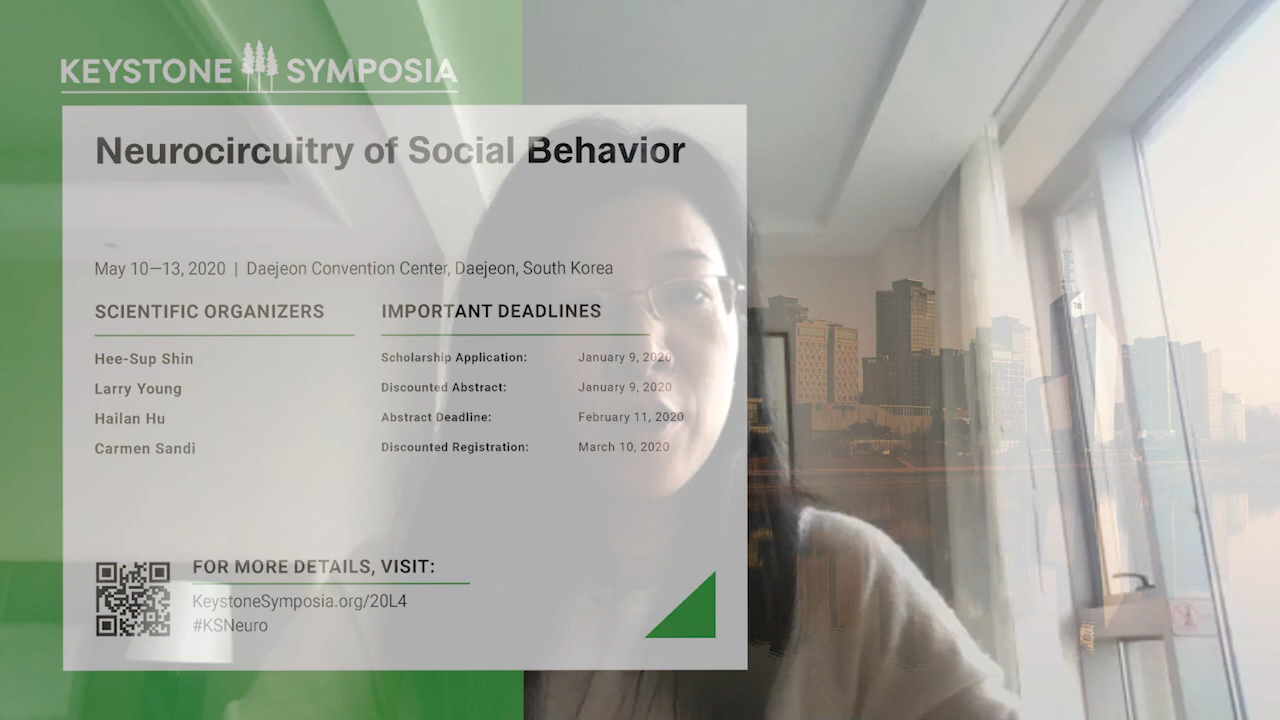 KEYSTONE SYMPOSIA
Neurocircuitry of Social Behavior
May 10—13, 2020 | Daejeon Convention Center, Daejeon, South Korea
SCIENTIFIC ORGANIZERS
Hee-Sup Shin
Larry Young
Hailan Hu
Carmen Sandi
IMPORTANT DEADLINES
Scholarship Application: January 9, 2020
Discounted Abstract: January 9, 2020
Abstract Deadline: February 11, 2020
Discounted Registration: March 10, 2020
FOR MORE DETAILS, VISIT:
KeystoneSymposia.org/20L4
#KSNeuro